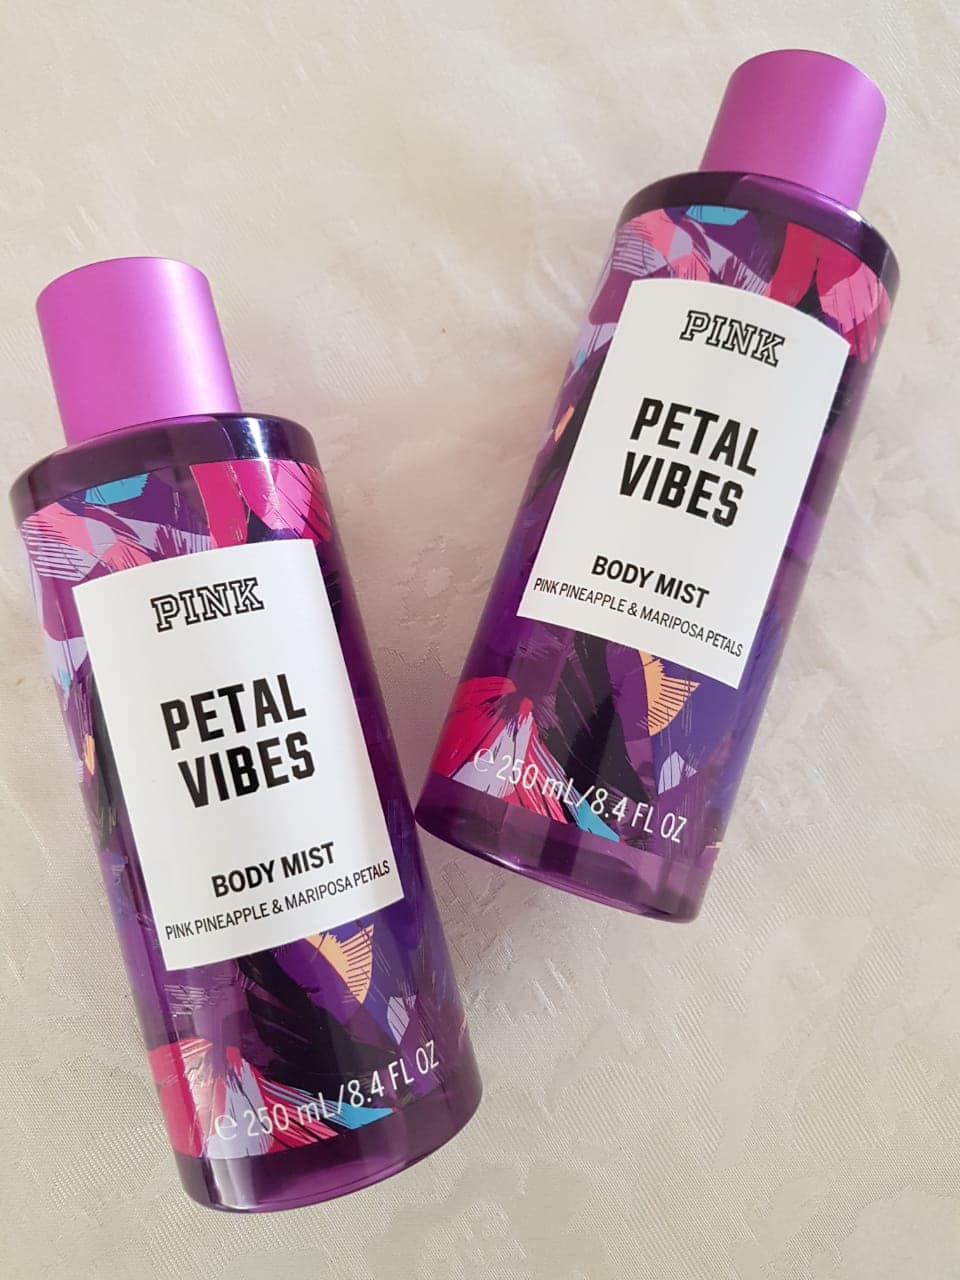 PINK
PETAL
VIBES
BODY MIST
PINK PINEAPPLE & MARIPOSA PETALS
℮ 250 mL/8.4 FL OZ
PINK
PETAL
VIBES
BODY MIST
PINK PINEAPPLE & MARIPOSA PETALS
℮ 250 mL/8.4 FL OZ